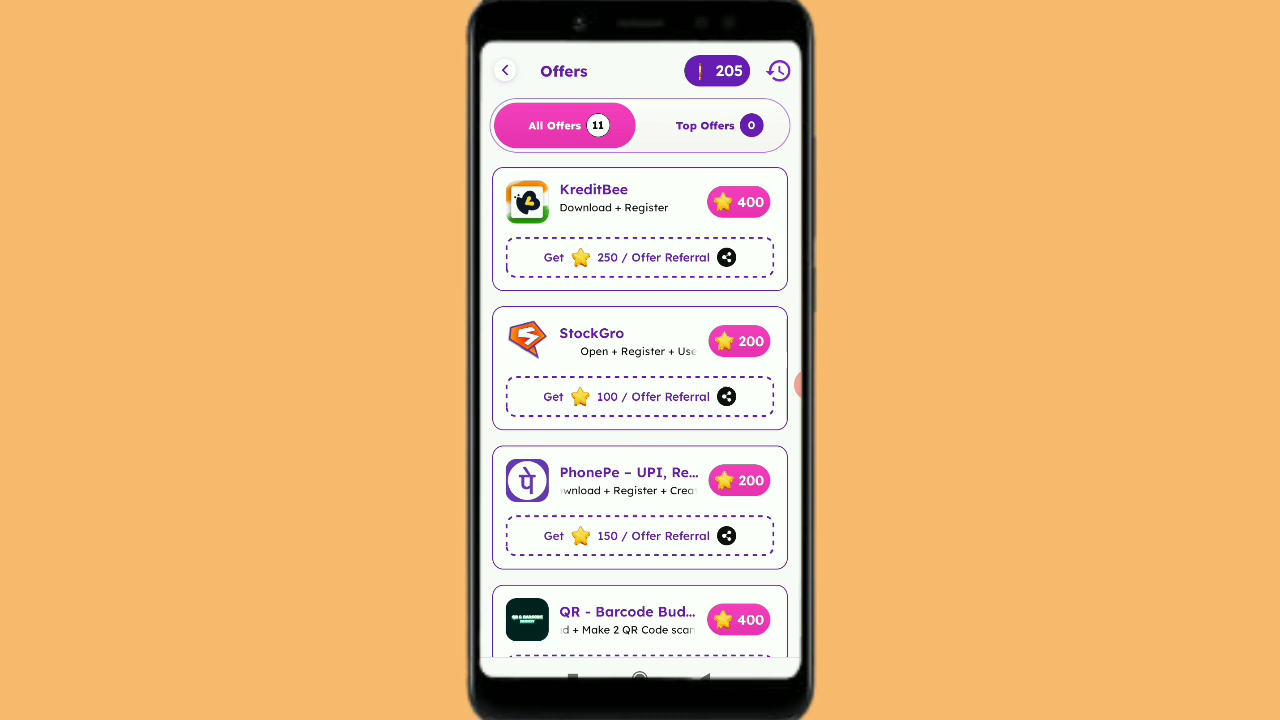 Offers
205
All Offers 11
Top Offers 0
KreditBee
Download + Register
400
Get 250 / Offer Referral
StockGro
Open + Register + Use
200
Get 100 / Offer Referral
पे
PhonePe – UPI, Re...
wnload + Register + Crea
200
Get 150 / Offer Referral
QR - Barcode Bud...
d + Make 2 QR Code scan
400